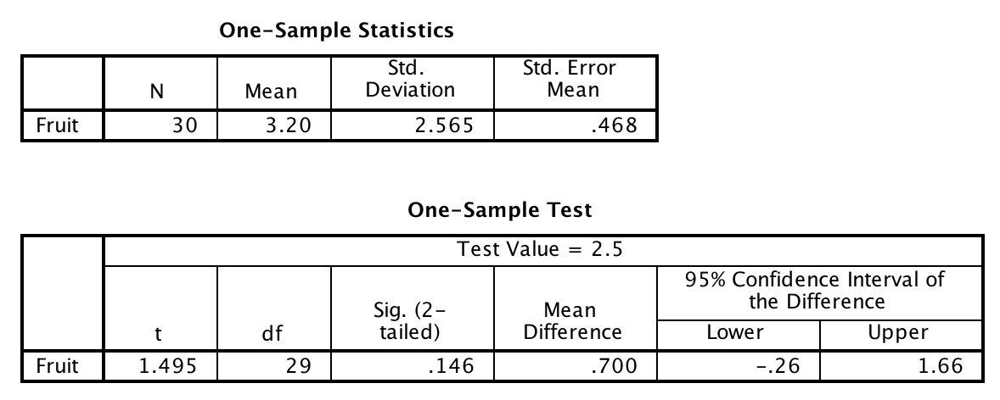 One-Sample Statistics
N Mean Std. Deviation Std. Error Mean
Fruit 30 3.20 2.565 .468
One-Sample Test
Test Value = 2.5
t df Sig. (2-tailed) Mean Difference 95% Confidence Interval of the Difference
Lower Upper
Fruit 1.495 29 .146 .700 -.26 1.66